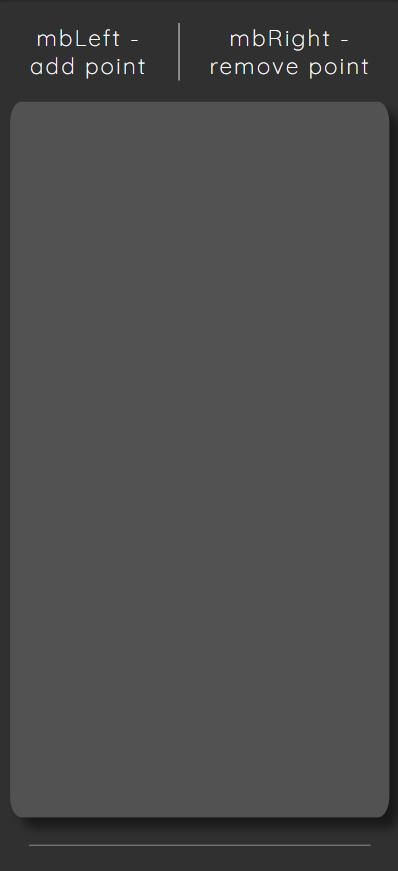 mbLeft -
add point
mbRight -
remove point